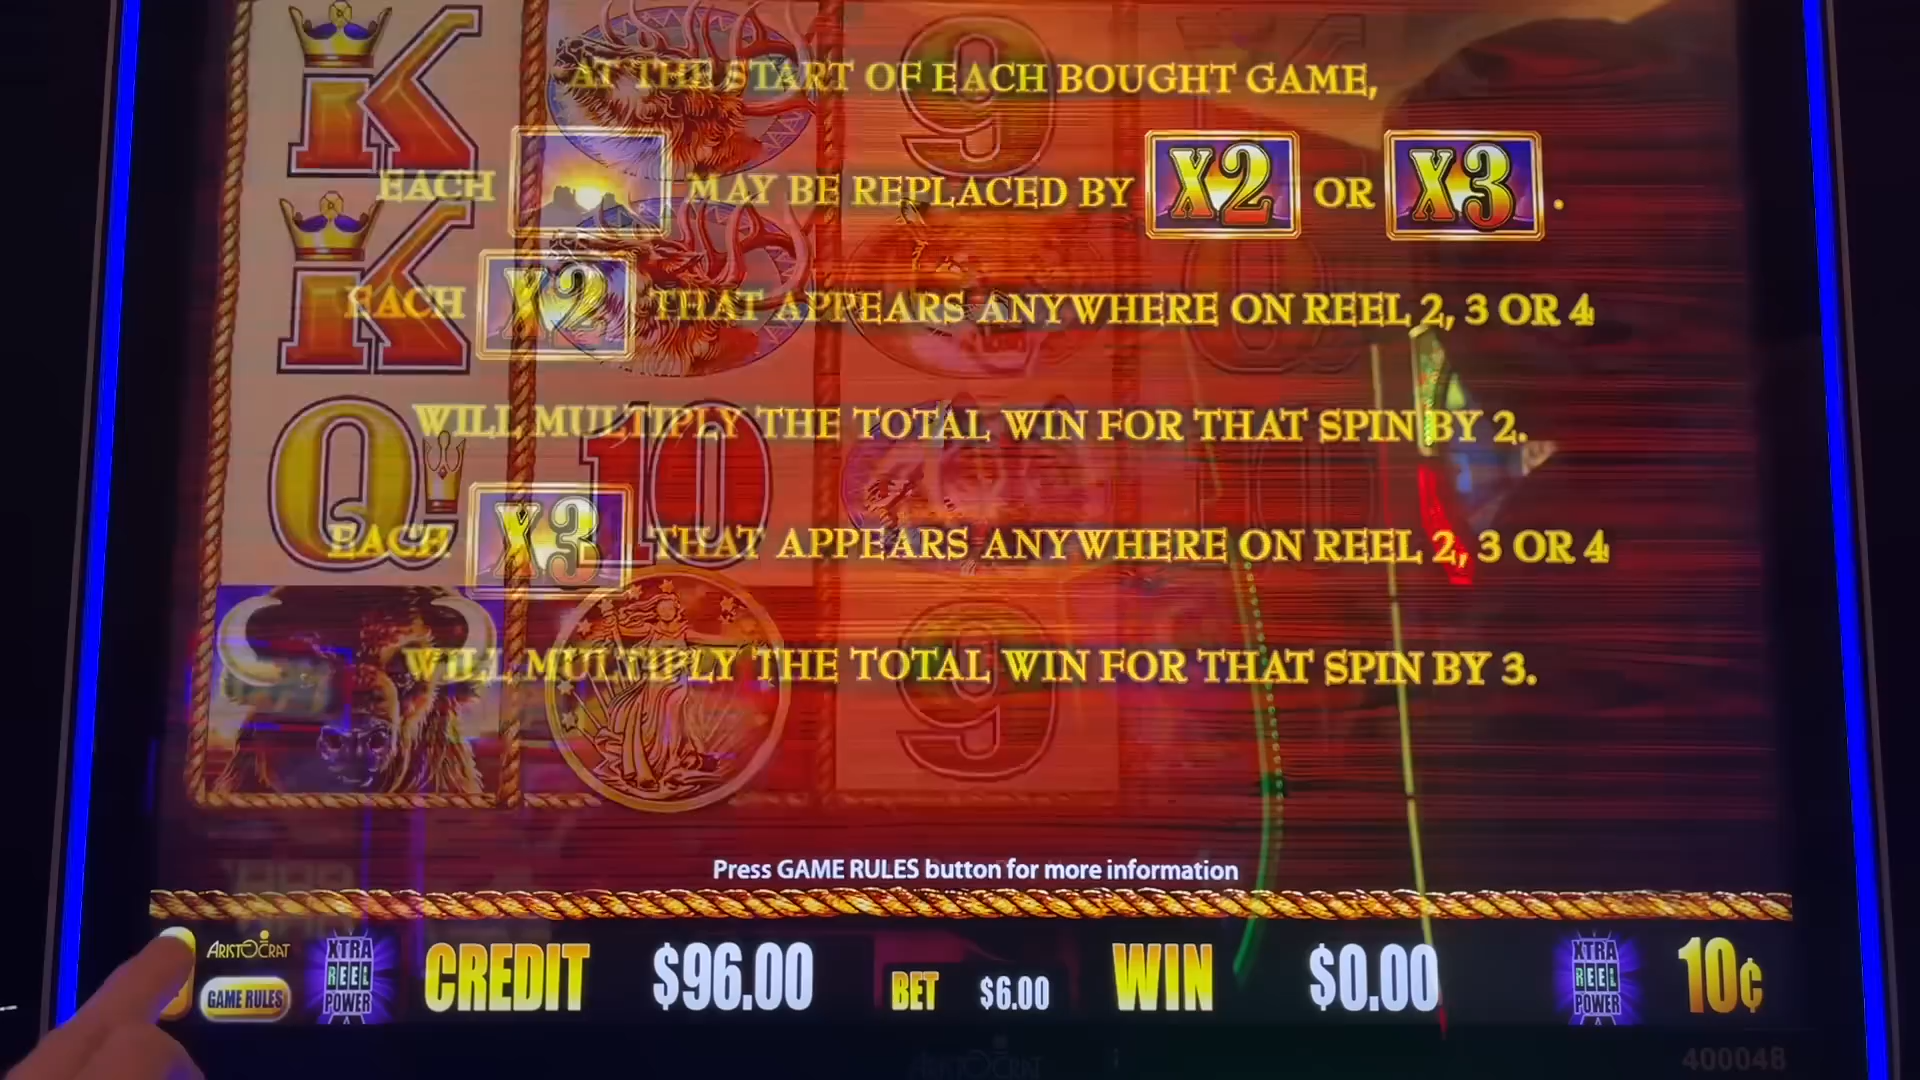 AT THE START OF EACH BOUGHT GAME,
EACH MAY BE REPLACED BY X2 OR X3 .
EACH X2 THAT APPEARS ANYWHERE ON REEL 2, 3 OR 4
WILL MULTIPLY THE TOTAL WIN FOR THAT SPIN BY 2.
EACH X3 THAT APPEARS ANYWHERE ON REEL 2, 3 OR 4
WILL MULTIPLY THE TOTAL WIN FOR THAT SPIN BY 3.
K
K
Q
10
9
9
Press GAME RULES button for more information
ARISTOCRAT
GAME RULES
XTRA
REEL
POWER
CREDIT $96.00
BET $6.00
WIN $0.00
XTRA
REEL
POWER
10¢
ARISTOCRAT
400048